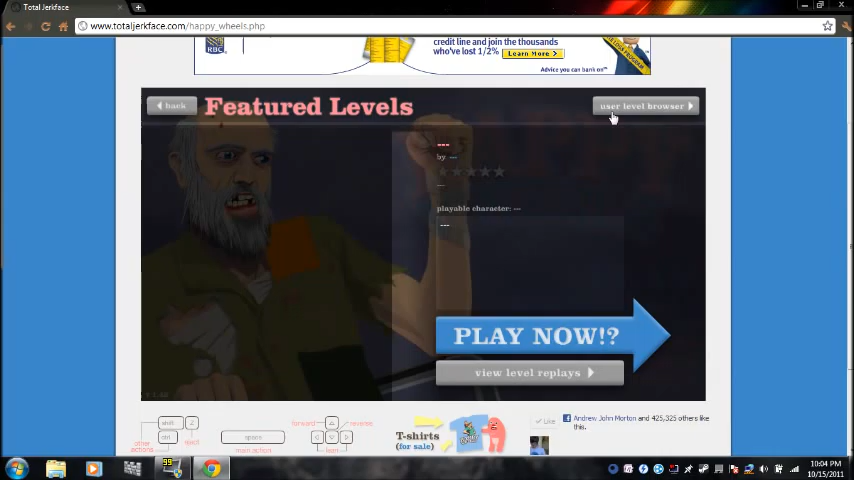 Total Jerkface
www.totaljerkface.com/happy_wheels.php
RBC
credit line and join the thousands
who've lost 1/2% Learn More >
Advice you can bank on
back
Featured Levels
user level browser
---
by ---
---
playable character: ---
---
PLAY NOW!?
view level replays
shift Z
ctrl
other
actions
eject
space
main action
forward
reverse
lean
T-shirts
(for sale)
Like
Andrew John Morton and 425,325 others like
this.
99
10:04 PM
10/15/2011